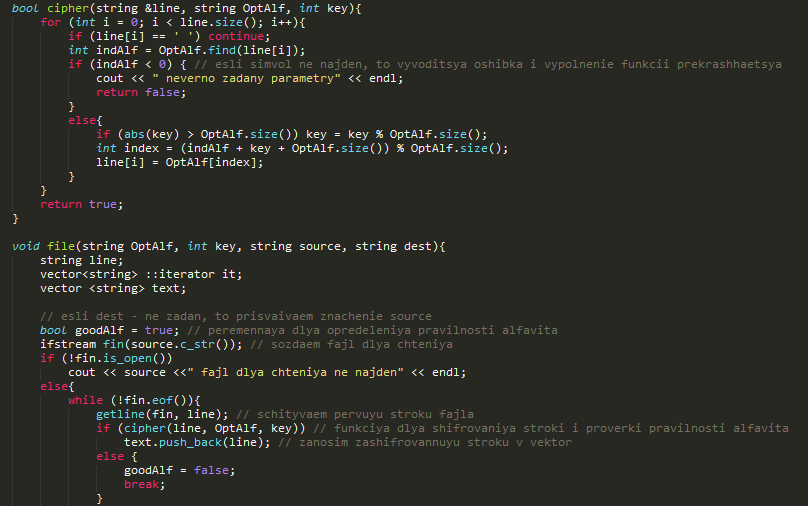 bool cipher(string &line, string OptAlf, int key){
    for (int i = 0; i < line.size(); i++){
        if (line[i] == ' ') continue;
        int indAlf = OptAlf.find(line[i]);
        if (indAlf < 0) { // esli simvol ne najden, to vyvoditsya oshibka i vypolnenie funkcii prekrashhaetsya
            cout << " neverno zadany parametry" << endl;
            return false;
        }
        else{
            if (abs(key) > OptAlf.size()) key = key % OptAlf.size();
            int index = (indAlf + key + OptAlf.size()) % OptAlf.size();
            line[i] = OptAlf[index];
        }
    }
    return true;
}

void file(string OptAlf, int key, string source, string dest){
    string line;
    vector<string> ::iterator it;
    vector <string> text;

    // esli dest - ne zadan, to prisvaivaem znachenie source
    bool goodAlf = true; // peremennaya dlya opredeleniya pravilnosti alfavita
    ifstream fin(source.c_str()); // sozdaem fajl dlya chteniya
    if (!fin.is_open())
        cout << source <<" fajl dlya chteniya ne najden" << endl;
    else{
        while (!fin.eof()){
            getline(fin, line); // schityvaem pervuyu stroku fajla
            if (cipher(line, OptAlf, key)) // funkciya dlya shifrovaniya stroki i proverki pravilnosti alfavita
                text.push_back(line); // zanosim zashifrovannuyu stroku v vektor
            else {
                goodAlf = false;
                break;
            }